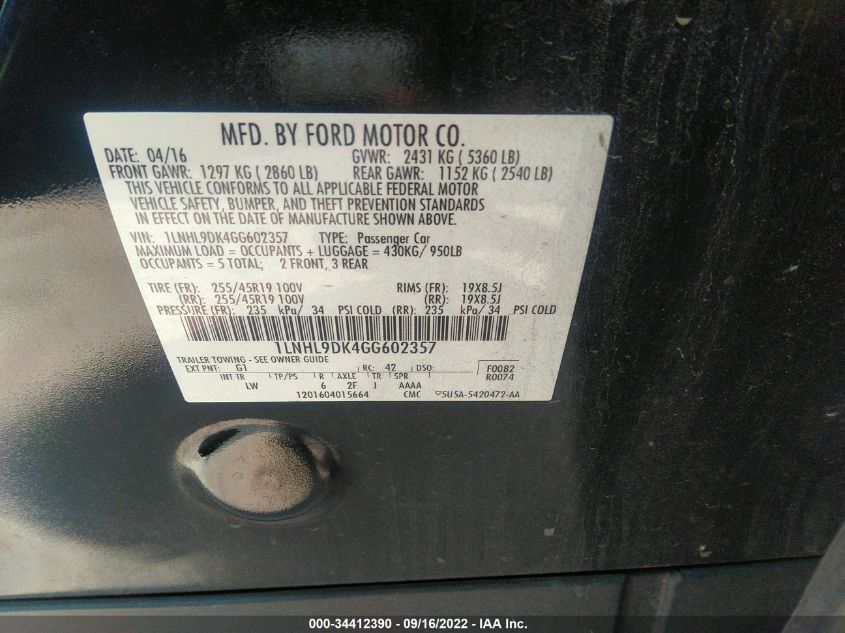 MFD. BY FORD MOTOR CO.
DATE: 04/16 GVWR: 2431 KG ( 5360 LB)
FRONT GAWR: 1297 KG ( 2860 LB) REAR GAWR: 1152 KG ( 2540 LB)
THIS VEHICLE CONFORMS TO ALL APPLICABLE FEDERAL MOTOR
VEHICLE SAFETY, BUMPER, AND THEFT PREVENTION STANDARDS
IN EFFECT ON THE DATE OF MANUFACTURE SHOWN ABOVE.
VIN: 1LNHL9DK4GG602357 TYPE: Passenger Car
MAXIMUM LOAD = OCCUPANTS + LUGGAGE = 430KG/ 950LB
OCCUPANTS = 5 TOTAL; 2 FRONT, 3 REAR
TIRE (FR): 255/45R19 100V RIMS (FR): 19X8.5J
(RR): 255/45R19 100V (RR): 19X8.5J
PRESSURE (FR): 235 kPa/ 34 PSI COLD (RR): 235 kPa/ 34 PSI COLD
1LNHL9DK4GG602357
TRAILER TOWING - SEE OWNER GUIDE
EXT PNT: G1 RC: 42 DSO: F0082
INT TR TP/PS R AXLE TR SPR R0074
LW 6 2F J AAAA
1201604015664 CMC 5U5A-5420472-AA
000-34412390 - 09/16/2022 - IAA Inc.